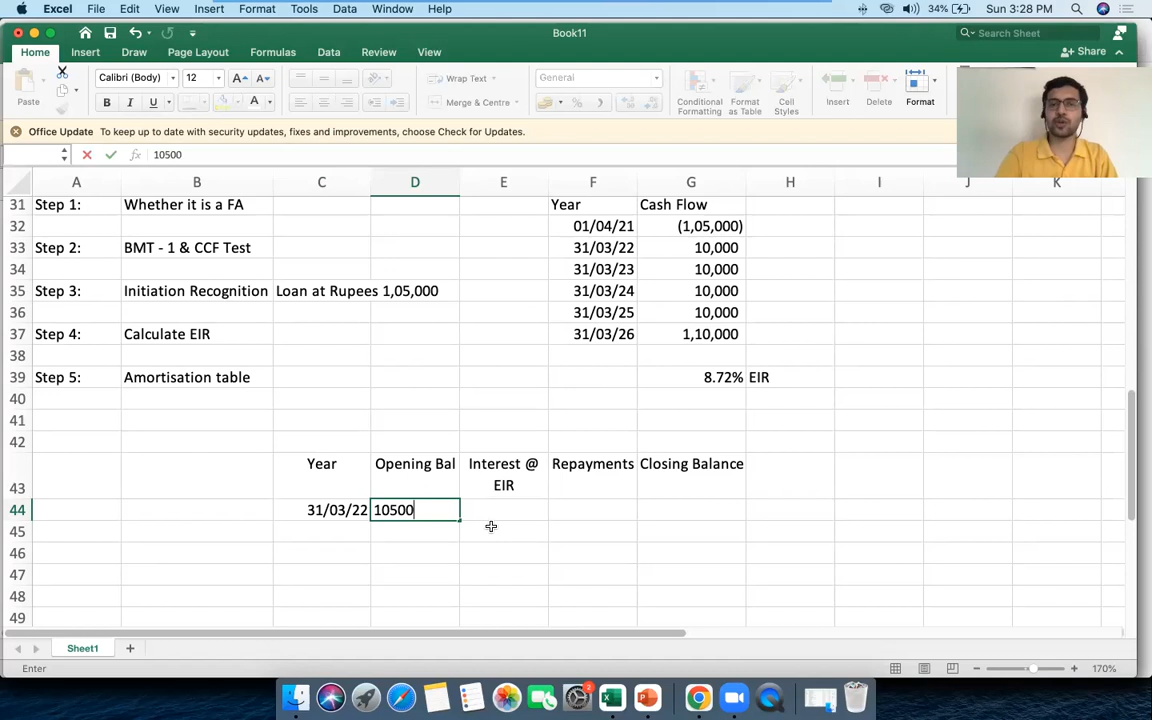 Excel File Edit View Insert Format Tools Data Window Help 34% Sun 3:28 PM
Book11 Search Sheet
Home Insert Draw Page Layout Formulas Data Review View Share
Calibri (Body) 12 A A Wrap Text General
Paste B I U A Merge & Centre % Conditional Formatting Format as Table Cell Styles Insert Delete Format
Office Update To keep up to date with security updates, fixes and improvements, choose Check for Updates.
fx 10500
A B C D E F G H I J K
31 Step 1: Whether it is a FA Year Cash Flow
32 01/04/21 (1,05,000)
33 Step 2: BMT - 1 & CCF Test 31/03/22 10,000
34 31/03/23 10,000
35 Step 3: Initiation Recognition Loan at Rupees 1,05,000 31/03/24 10,000
36 31/03/25 10,000
37 Step 4: Calculate EIR 31/03/26 1,10,000
38
39 Step 5: Amortisation table 8.72% EIR
40
41
42
Year Opening Bal Interest @ Repayments Closing Balance
43 EIR
44 31/03/22 10500
45
46
47
48
49
Sheet1
Enter 170%
2